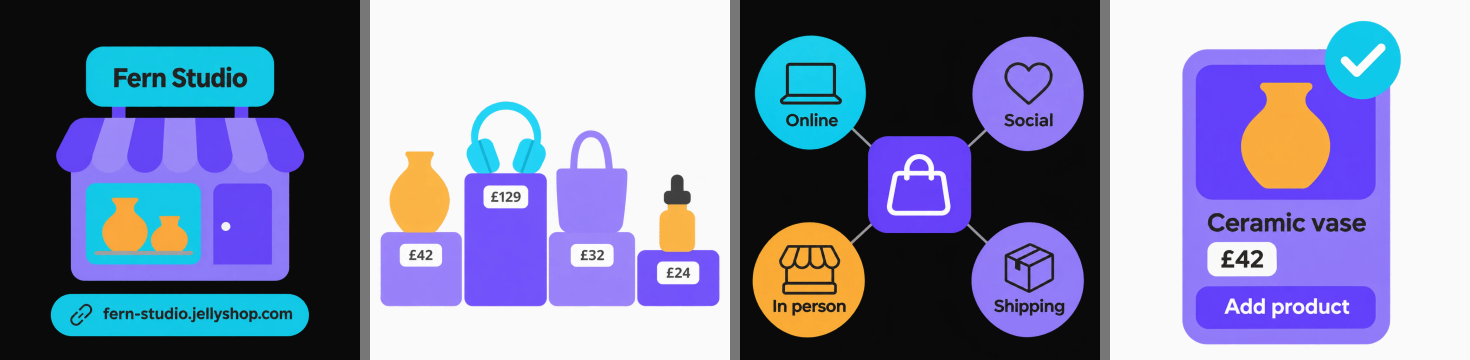 Fern Studio
fern-studio.jellyshop.com
£42
£129
£32
£24
Online
Social
In person
Shipping
Ceramic vase
£42
Add product